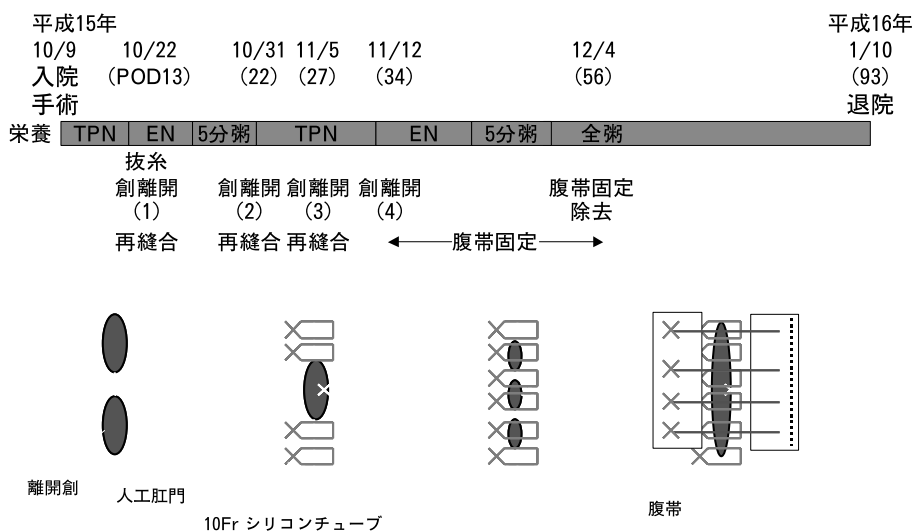 平成15年 平成16年
10/9 10/22 10/31 11/5 11/12 12/4 1/10
入院 (POD13) (22) (27) (34) (56) (93)
手術 退院
栄養 TPN EN 5分粥 TPN EN 5分粥 全粥
抜糸
創離開 創離開 創離開 創離開 腹帯固定
(1) (2) (3) (4) 除去
再縫合 再縫合 再縫合 腹帯固定
離開創 人工肛門 腹帯
10Fr シリコンチューブ